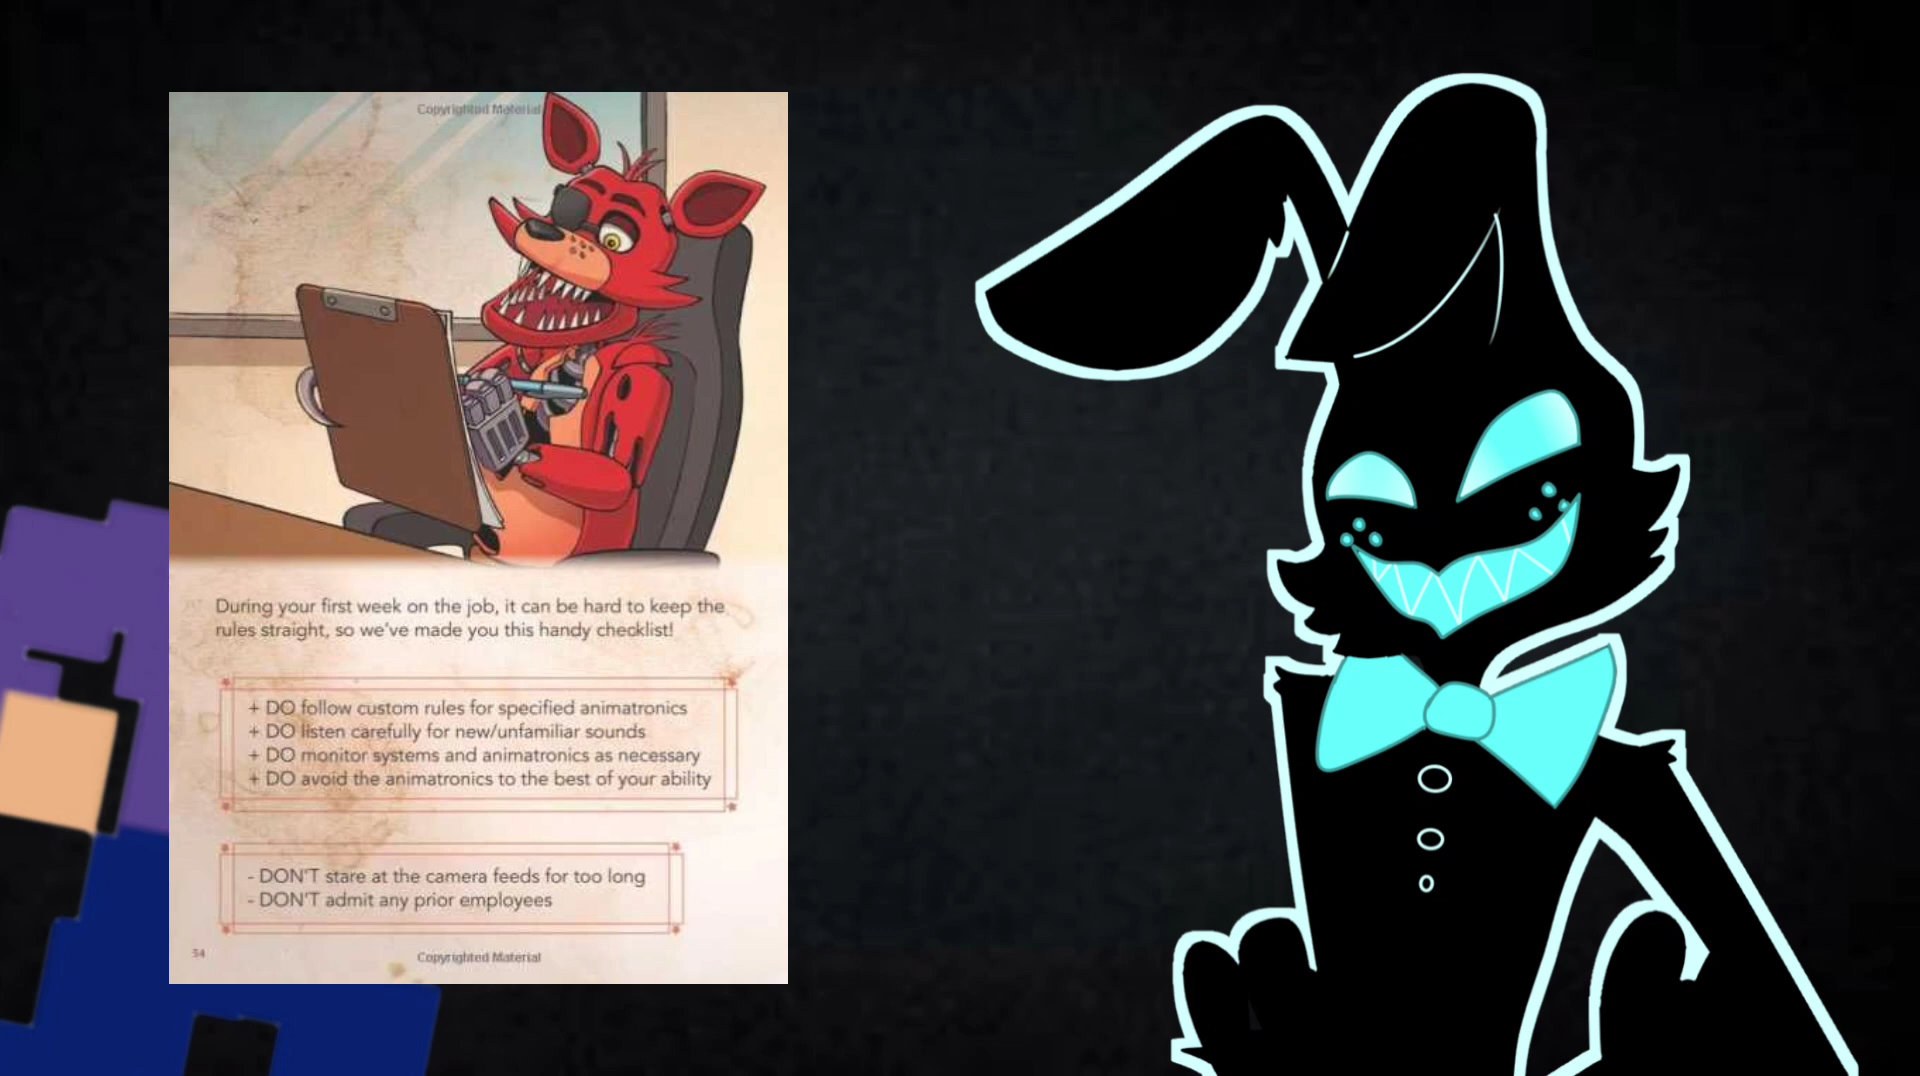 Copyrighted Material
During your first week on the job, it can be hard to keep the
rules straight, so we've made you this handy checklist!
+ DO follow custom rules for specified animatronics
+ DO listen carefully for new/unfamiliar sounds
+ DO monitor systems and animatronics as necessary
+ DO avoid the animatronics to the best of your ability
- DON'T stare at the camera feeds for too long
- DON'T admit any prior employees
54
Copyrighted Material